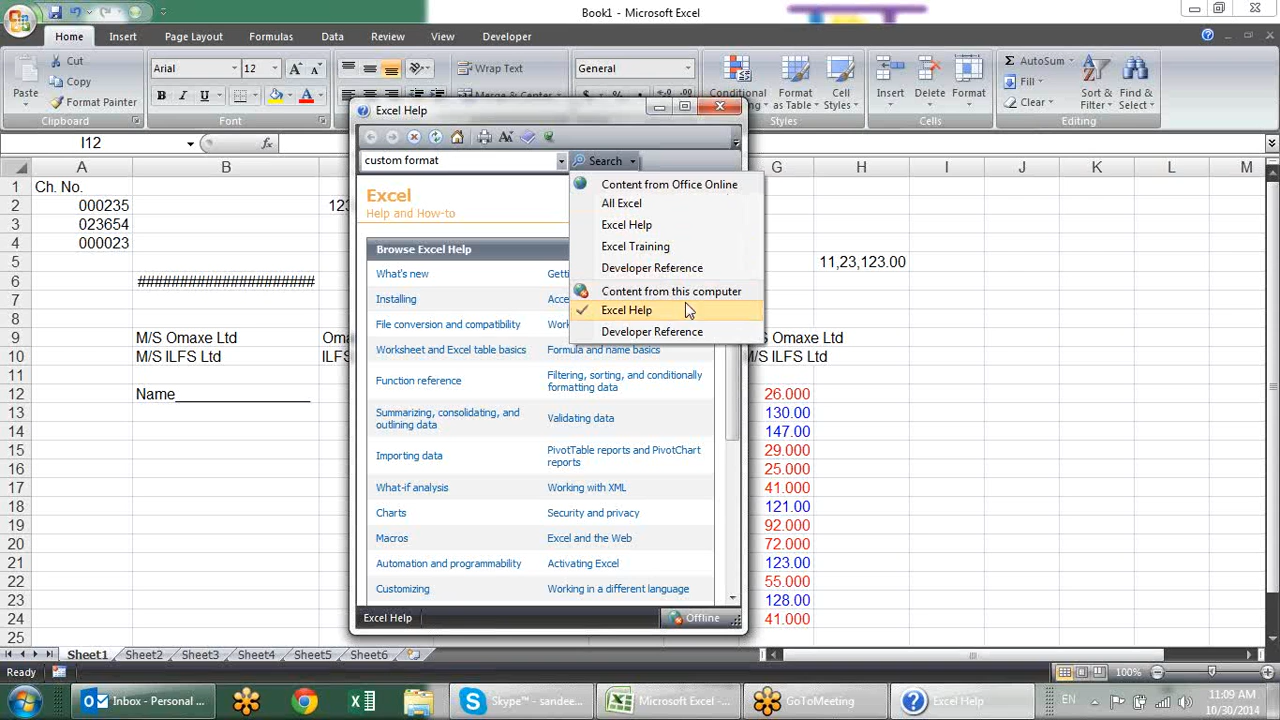 Book1 - Microsoft Excel
Home Insert Page Layout Formulas Data Review View Developer
Cut
Copy
Format Painter
Paste
Clipboard
Arial 12
B I U
A A
Font
Wrap Text
General
Conditional Format Cell
as Table Styles
Styles
Insert Delete Format
Cells
Σ AutoSum
Fill
Clear
Sort & Find &
Filter Select
Editing
I12 fx
A B G H I J K L M
1 Ch. No.
2 000235
3 023654
4 000023
5 11,23,123.00
6 #####################
7
8
9 M/S Omaxe Ltd
10 M/S ILFS Ltd
11
12 Name________________ 26.000
13 130.00
14 147.00
15 29.000
16 25.000
17 41.000
18 121.00
19 92.000
20 72.000
21 123.00
22 55.000
23 128.00
24 41.000
25
Excel Help
custom format Search
Excel
Help and How-to
Browse Excel Help
What's new
Installing
File conversion and compatibility
Worksheet and Excel table basics Formula and name basics
Function reference Filtering, sorting, and conditionally
formatting data
Summarizing, consolidating, and
outlining data Validating data
Importing data PivotTable reports and PivotChart
reports
What-if analysis Working with XML
Charts Security and privacy
Macros Excel and the Web
Automation and programmability Activating Excel
Customizing Working in a different language
Excel Help Offline
Content from Office Online
All Excel
Excel Help
Excel Training
Developer Reference
Content from this computer
Excel Help
Developer Reference
Sheet1 Sheet2 Sheet3 Sheet4 Sheet5 Sheet6
Ready 100%
Inbox - Personal ... Skype™ - sandee... Microsoft Excel -... GoToMeeting Excel Help EN
11:09 AM
10/30/2014